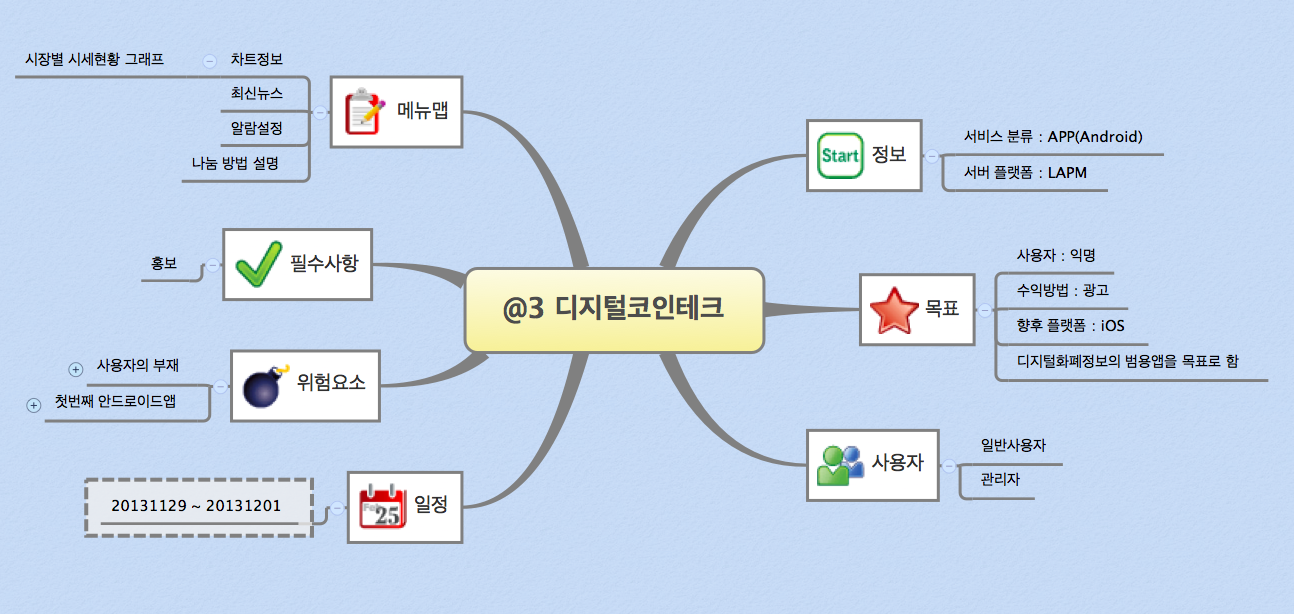 @3 디지털코인테크
메뉴맵
차트정보
시장별 시세현황 그래프
최신뉴스
알람설정
나눔 방법 설명
필수사항
홍보
위험요소
사용자의 부재
첫번째 안드로이드앱
일정
Feb
25
20131129 ~ 20131201
Start
정보
서비스 분류 : APP(Android)
서버 플랫폼 : LAPM
목표
사용자 : 익명
수익방법 : 광고
향후 플랫폼 : iOS
디지털화폐정보의 범용앱을 목표로 함
사용자
일반사용자
관리자